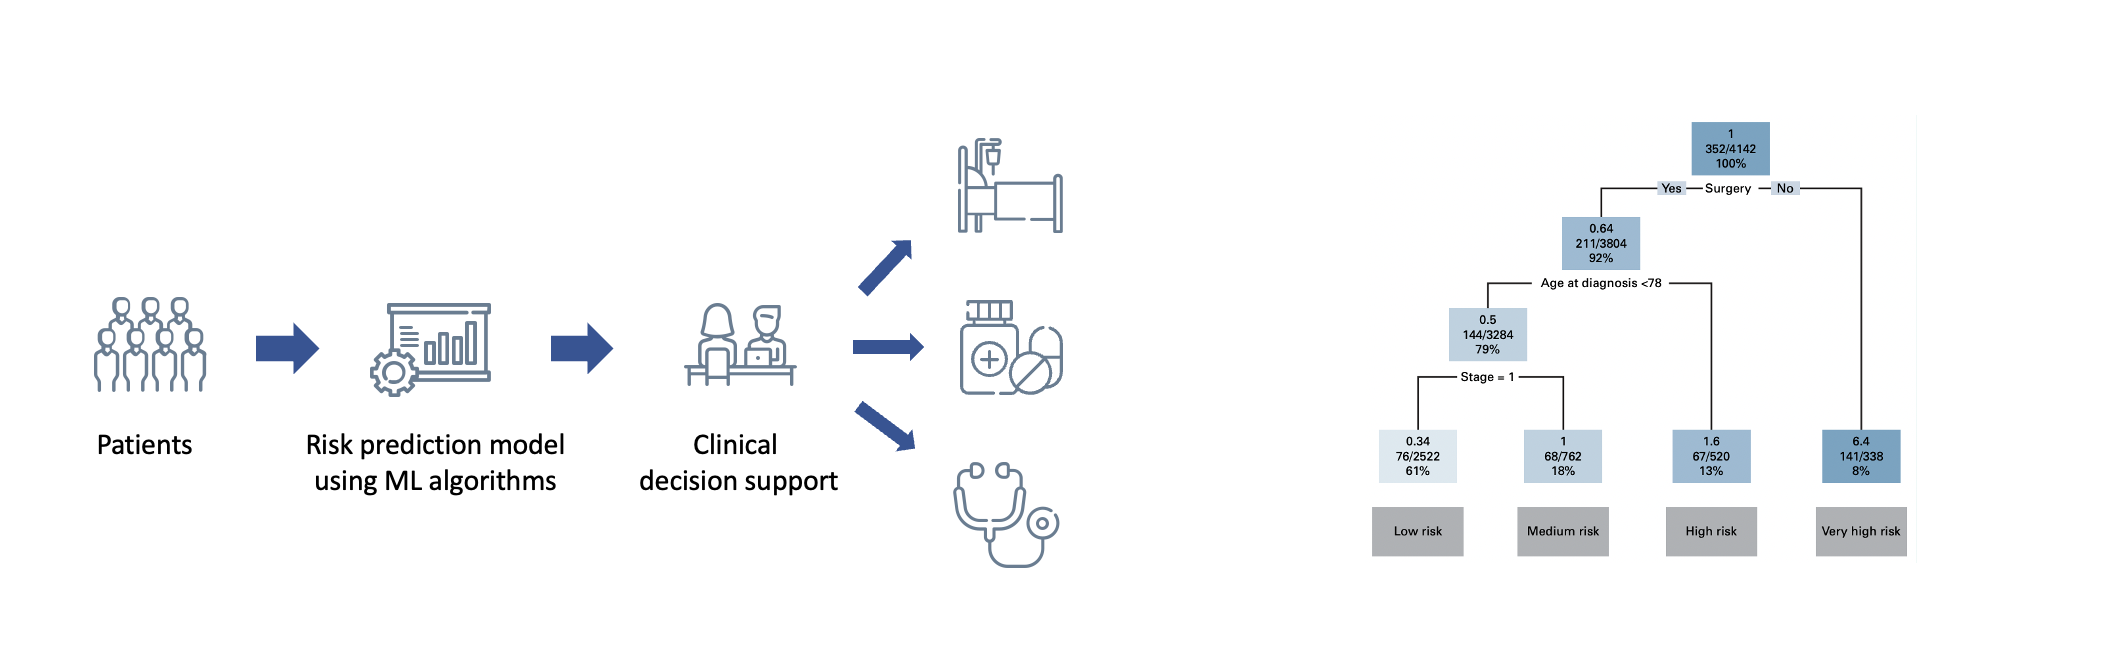 Patients
Risk prediction model
using ML algorithms
Clinical
decision support
1
352/4142
100%
Yes Surgery No
0.64
211/3804
92%
Age at diagnosis <78
0.5
144/3284
79%
Stage = 1
0.34
76/2522
61%
1
68/762
18%
1.6
67/520
13%
6.4
141/338
8%
Low risk
Medium risk
High risk
Very high risk